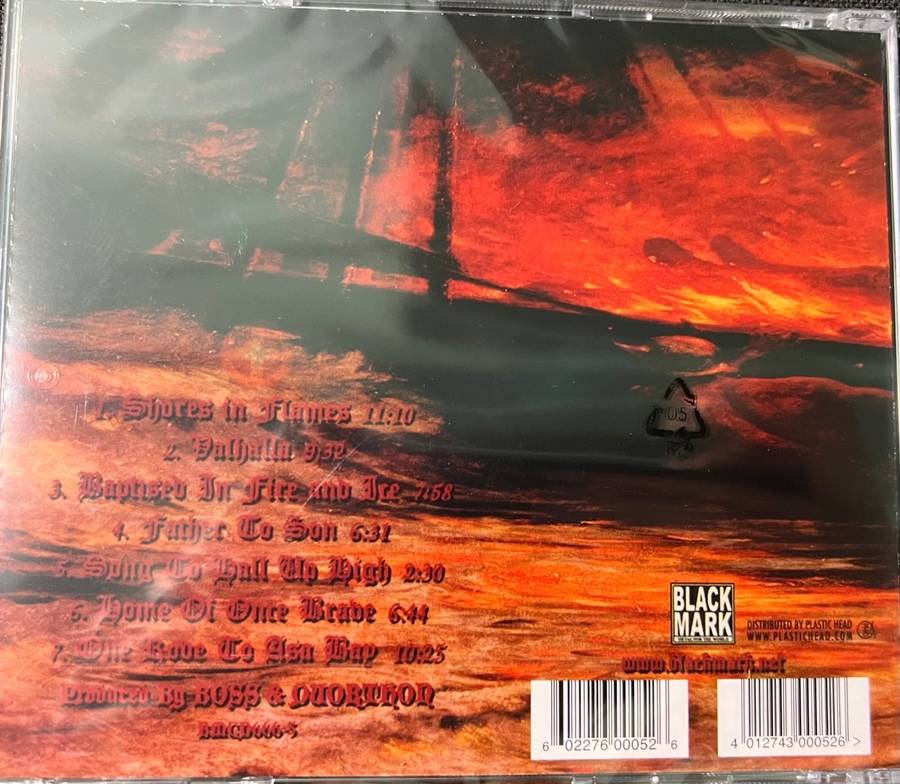 1. Shores in Flames 11:10
2. Valhalla 9:32
3. Baptised In Fire and Ice 7:58
4. Father To Son 6:31
5. Song To Hall Up High 2:30
6. Home Of Once Brave 6:44
7. One Rode To Asa Bay 10:25
Produced By BOSS & QUORTHON
BMCD666-5
05
BLACK
MARK
DISTRIBUTED BY PLASTIC HEAD
WWW.PLASTICHEAD.COM
www.blackmark.net
6 02276 00052 6
4 012743 000526 >